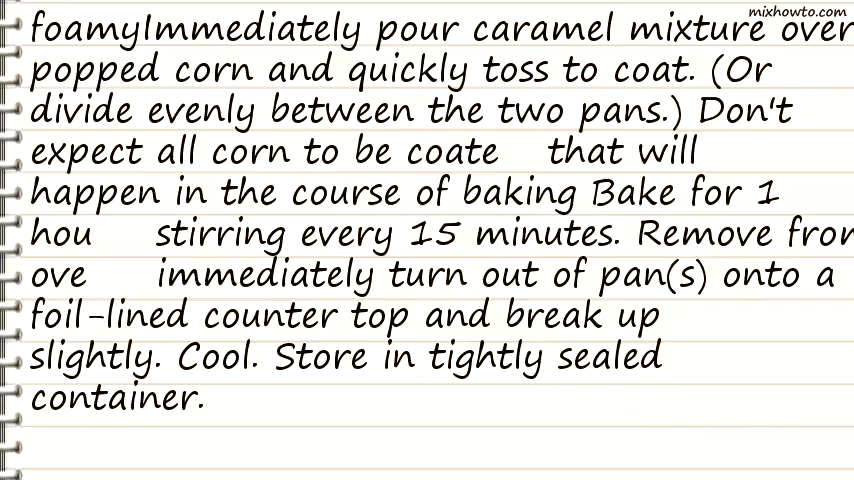 mixhowto.com
foamyImmediately pour caramel mixture over
popped corn and quickly toss to coat. (Or
divide evenly between the two pans.) Don't
expect all corn to be coate that will
happen in the course of baking Bake for 1
hou stirring every 15 minutes. Remove from
ove immediately turn out of pan(s) onto a
foil-lined counter top and break up
slightly. Cool. Store in tightly sealed
container.